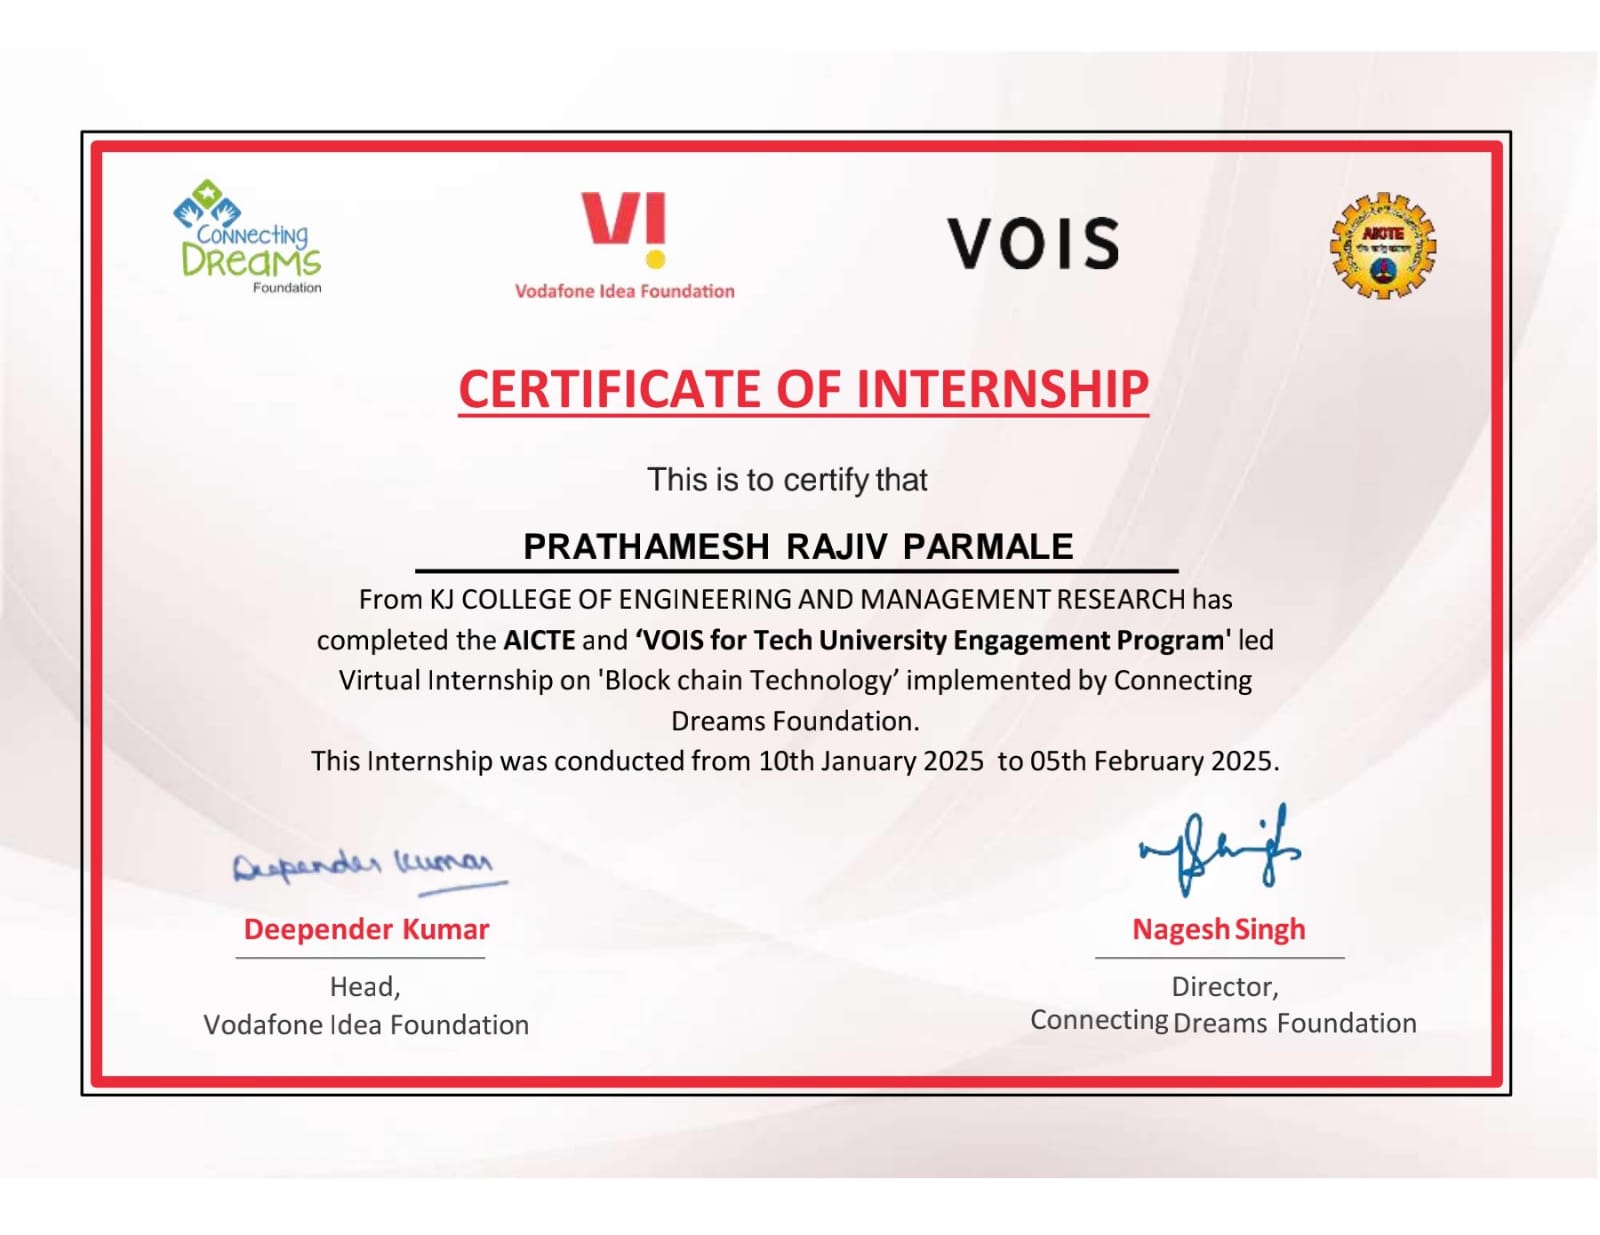 Connecting
Dreams
Foundation
VI
Vodafone Idea Foundation
VOIS
AICTE
CERTIFICATE OF INTERNSHIP
This is to certify that
PRATHAMESH RAJIV PARMALE
From KJ COLLEGE OF ENGINEERING AND MANAGEMENT RESEARCH has
completed the AICTE and ‘VOIS for Tech University Engagement Program' led
Virtual Internship on 'Block chain Technology’ implemented by Connecting
Dreams Foundation.
This Internship was conducted from 10th January 2025 to 05th February 2025.
Deepender Kumar
Deepender Kumar
Head,
Vodafone Idea Foundation
Nagesh Singh
Director,
Connecting Dreams Foundation